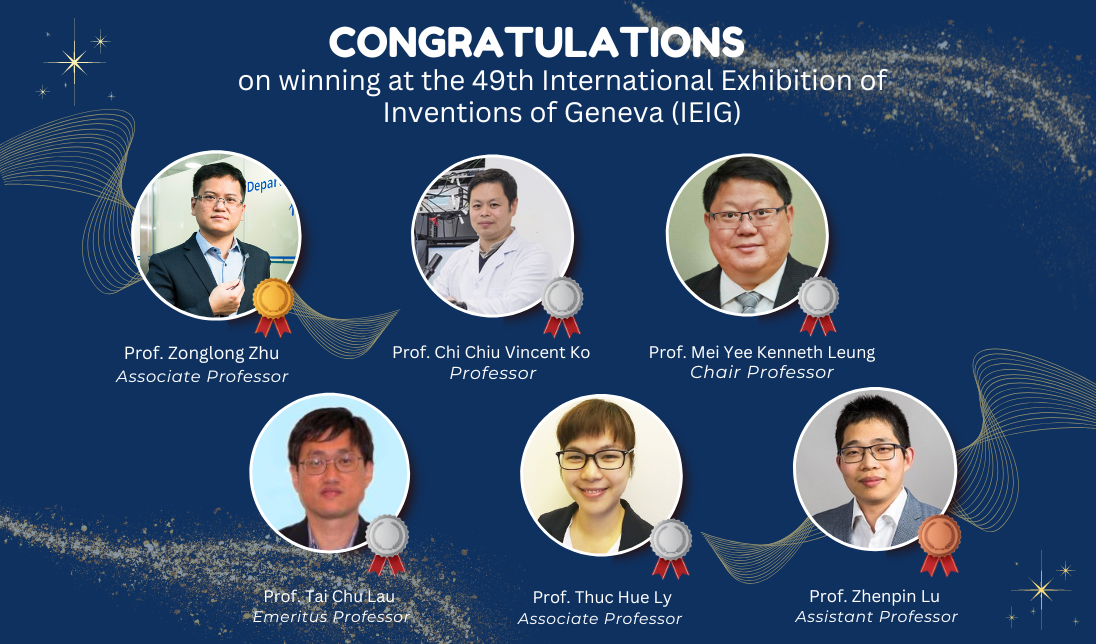 CONGRATULATIONS
on winning at the 49th International Exhibition of
Inventions of Geneva (IEIG)
Depar
Prof. Zonglong Zhu
Associate Professor
Prof. Chi Chiu Vincent Ko
Professor
Prof. Mei Yee Kenneth Leung
Chair Professor
Prof. Tai Chu Lau
Emeritus Professor
Prof. Thuc Hue Ly
Associate Professor
Prof. Zhenpin Lu
Assistant Professor